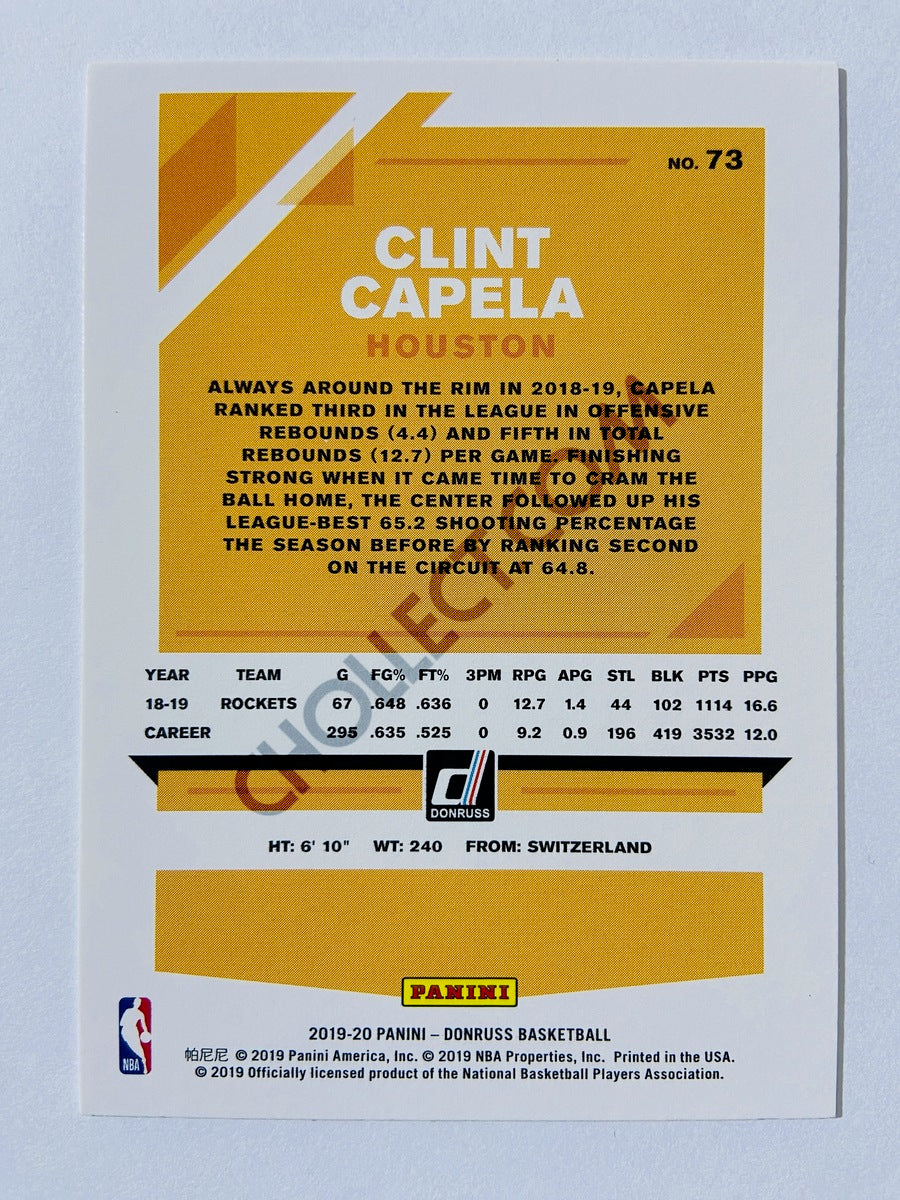 NO. 73
CLINT
CAPELA
HOUSTON
ALWAYS AROUND THE RIM IN 2018-19, CAPELA
RANKED THIRD IN THE LEAGUE IN OFFENSIVE
REBOUNDS (4.4) AND FIFTH IN TOTAL
REBOUNDS (12.7) PER GAME. FINISHING
STRONG WHEN IT CAME TIME TO CRAM THE
BALL HOME, THE CENTER FOLLOWED UP HIS
LEAGUE-BEST 65.2 SHOOTING PERCENTAGE
THE SEASON BEFORE BY RANKING SECOND
ON THE CIRCUIT AT 64.8.
CHOLLECT.COM
YEAR TEAM G FG% FT% 3PM RPG APG STL BLK PTS PPG
18-19 ROCKETS 67 .648 .636 0 12.7 1.4 44 102 1114 16.6
CAREER 295 .635 .525 0 9.2 0.9 196 419 3532 12.0
d
DONRUSS
HT: 6' 10" WT: 240 FROM: SWITZERLAND
PANINI
NBA
2019-20 PANINI – DONRUSS BASKETBALL
帕尼尼 © 2019 Panini America, Inc. © 2019 NBA Properties, Inc. Printed in the USA.
© 2019 Officially licensed product of the National Basketball Players Association.